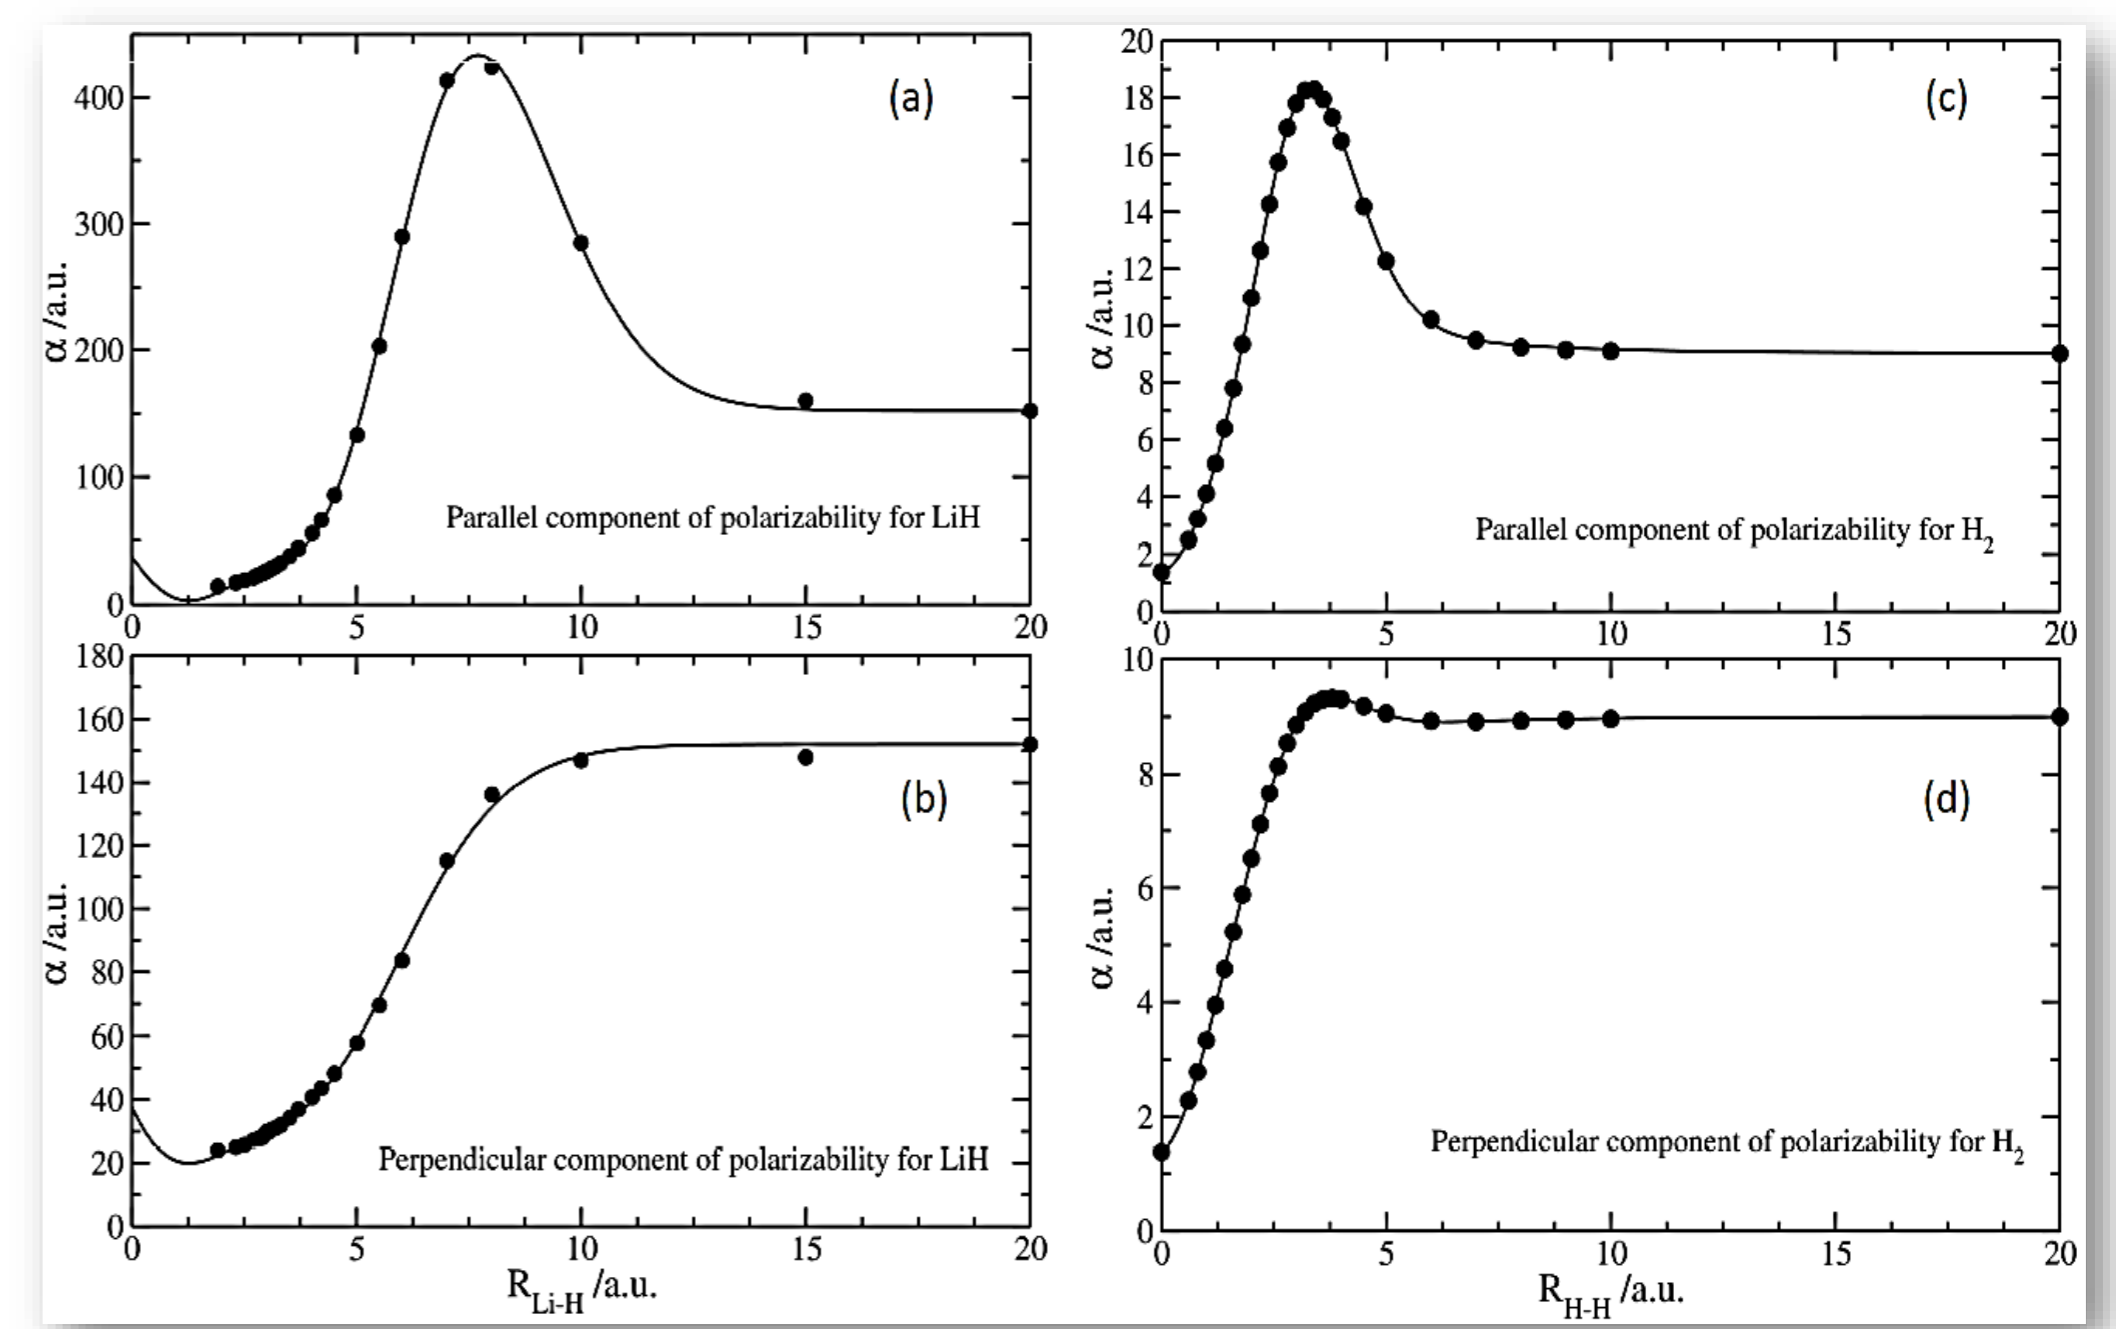 (a)
400
300
200
100
0
α /a.u.
Parallel component of polarizability for LiH
0 5 10 15 20
180
160
140
120
100
80
60
40
20
0
α /a.u.
(b)
Perpendicular component of polarizability for LiH
0 5 10 15 20
R_Li-H /a.u.
20
18
16
14
12
10
8
6
4
2
0
α /a.u.
(c)
Parallel component of polarizability for H₂
0 5 10 15 20
10
8
6
4
2
0
α /a.u.
(d)
Perpendicular component of polarizability for H₂
0 5 10 15 20
R_H-H /a.u.